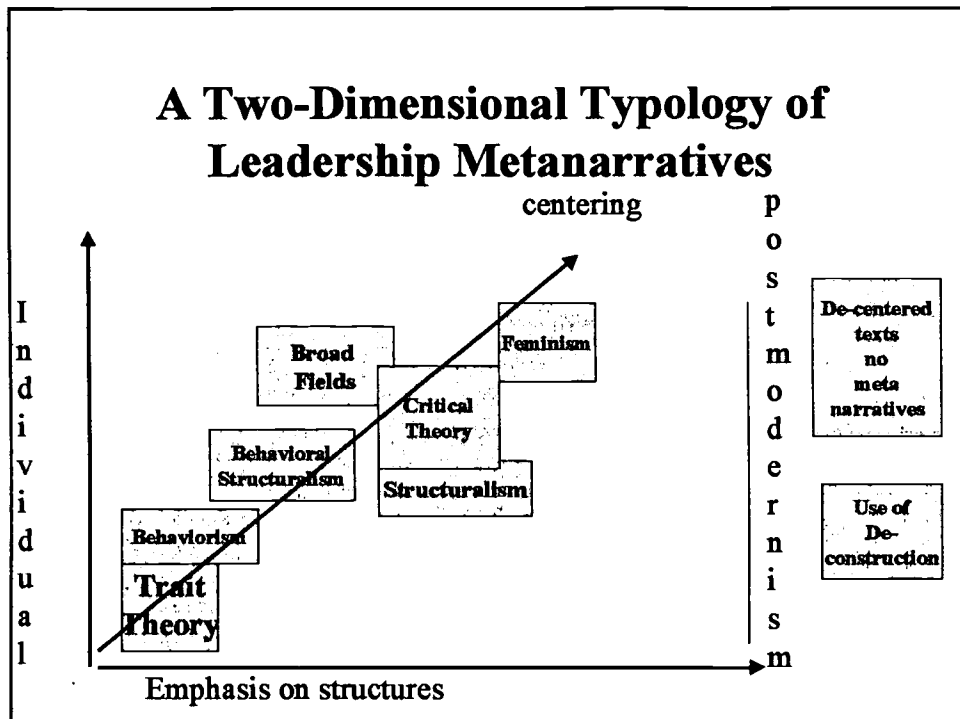 A Two-Dimensional Typology of
Leadership Metanarratives
centering
Individual
Broad
Fields
Feminism
Critical
Theory
Behavioral
Structuralism
Structuralism
Behaviorism
Trait
Theory
Emphasis on structures
postmodernism
De-centered
texts
no
meta
narratives
Use of
De-
construction